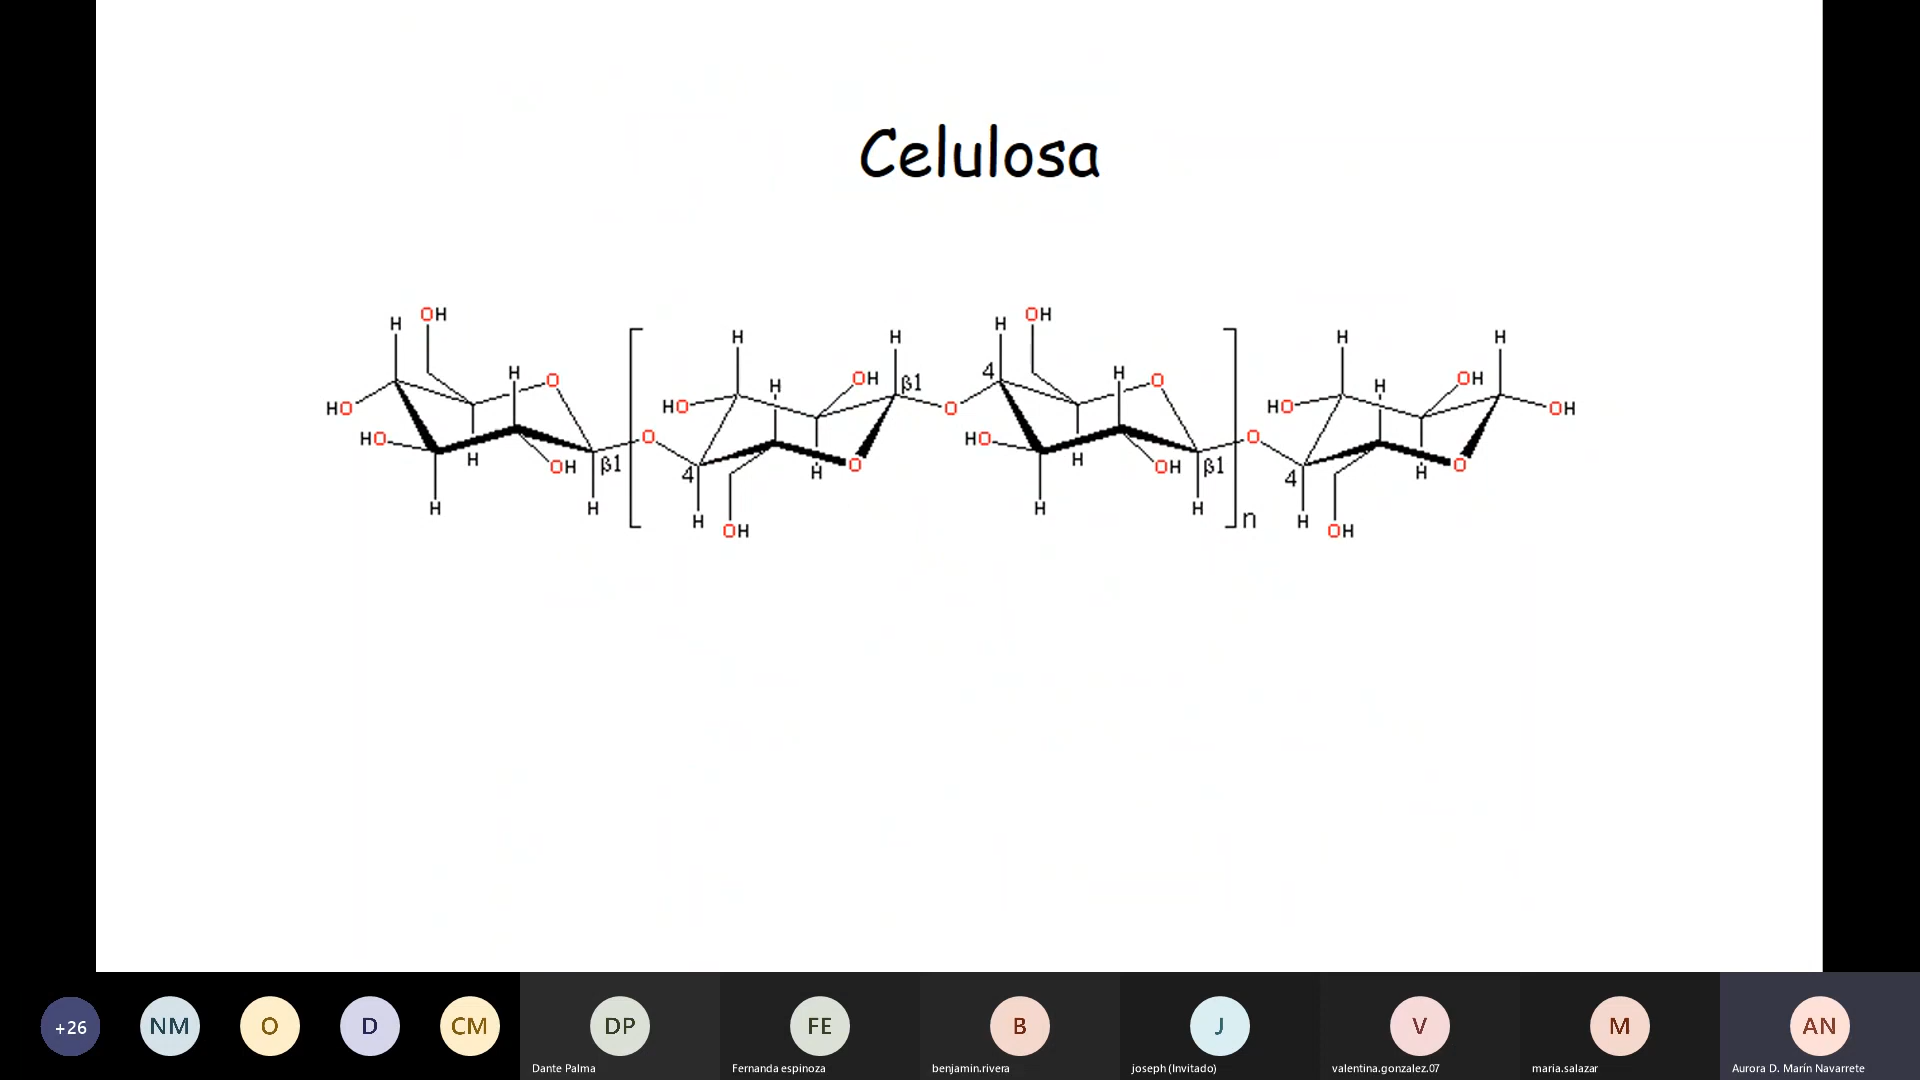 Celulosa
H OH H H H OH H H
H O H OH β1 4 H O H OH
HO HO O HO OH
HO H OH β1 O 4 O H HO H OH β1 O 4 O H
H H H OH H H n H OH
+26 NM O D CM DP FE B J V M AN
Dante Palma
Fernanda espinoza
benjamin.rivera
joseph (Invitado)
valentina.gonzalez.07
maria.salazar
Aurora D. Marín Navarrete